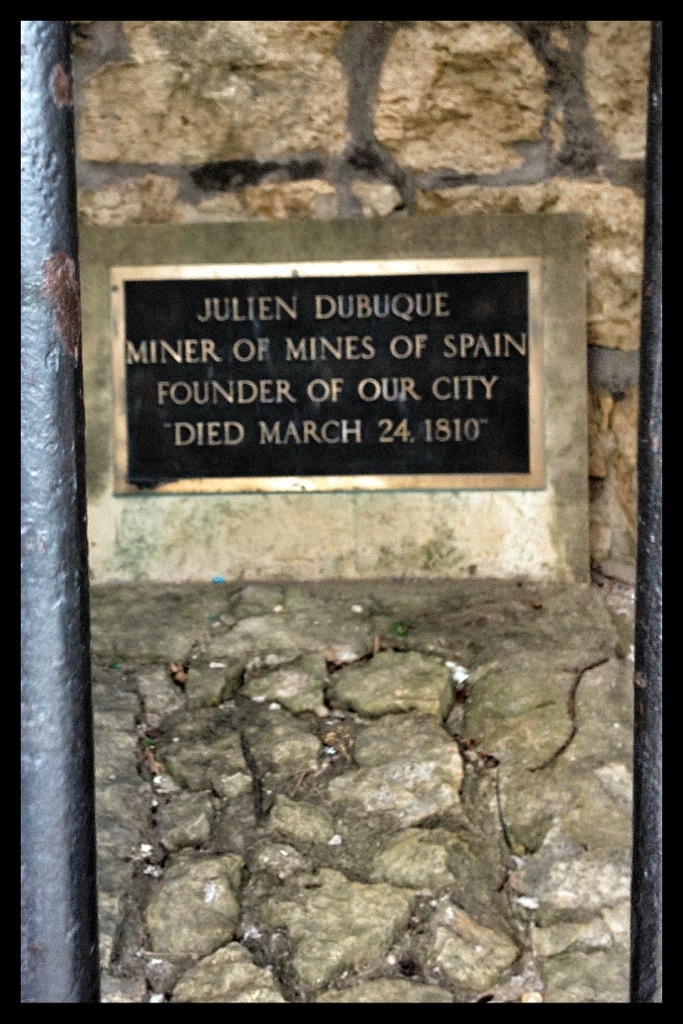 JULIEN DUBUQUE
MINER OF MINES OF SPAIN
FOUNDER OF OUR CITY
"DIED MARCH 24, 1810"